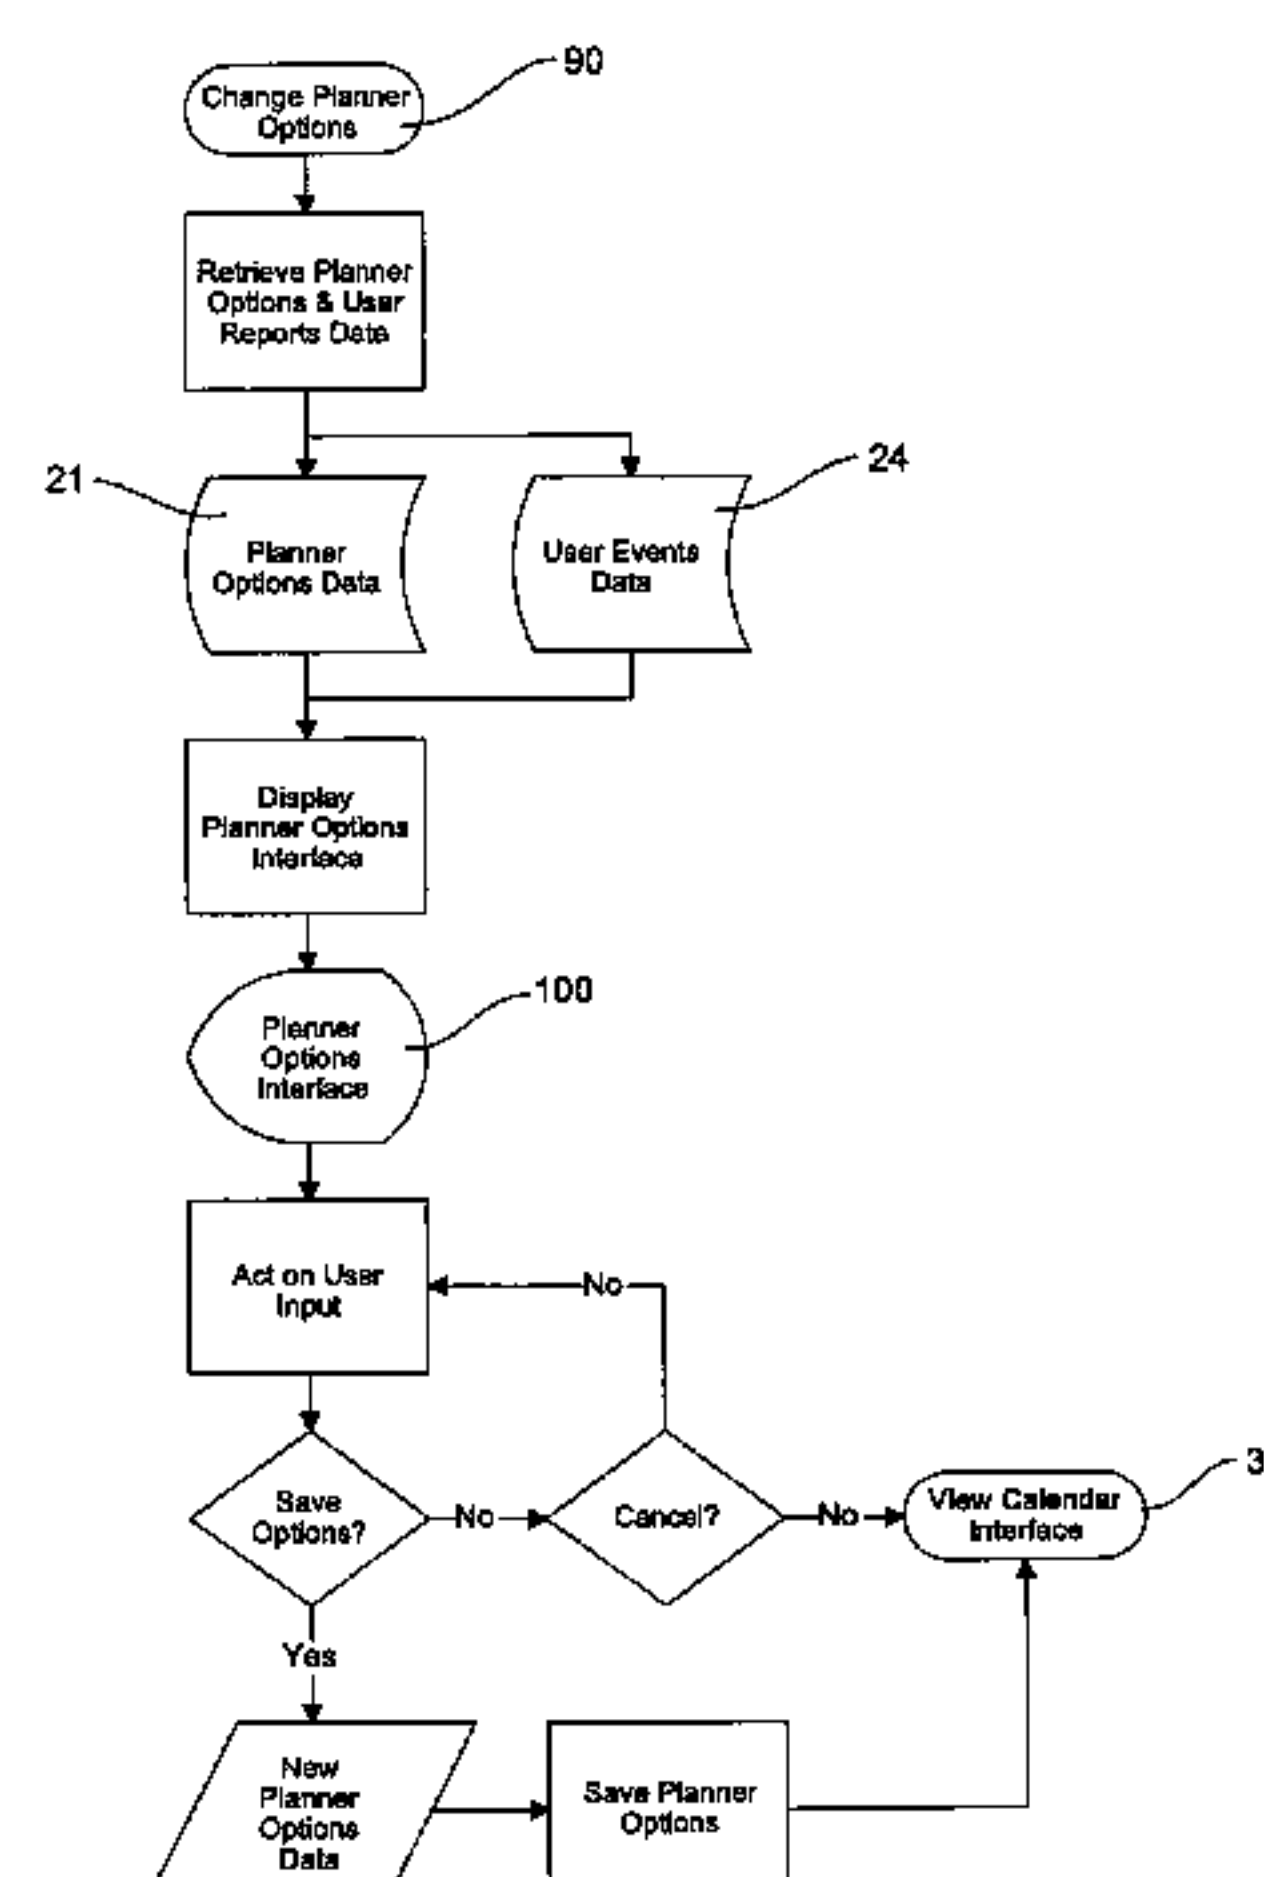 90
Change Planner
Options
Retrieve Planner
Options & User
Reports Data
21
24
Planner
Options Data
User Events
Data
Display
Planner Options
Interface
100
Planner
Options
Interface
Act on User
Input
No
Save
Options?
No
Cancel?
No
View Calendar
Interface
3
Yes
New
Planner
Options
Data
Save Planner
Options